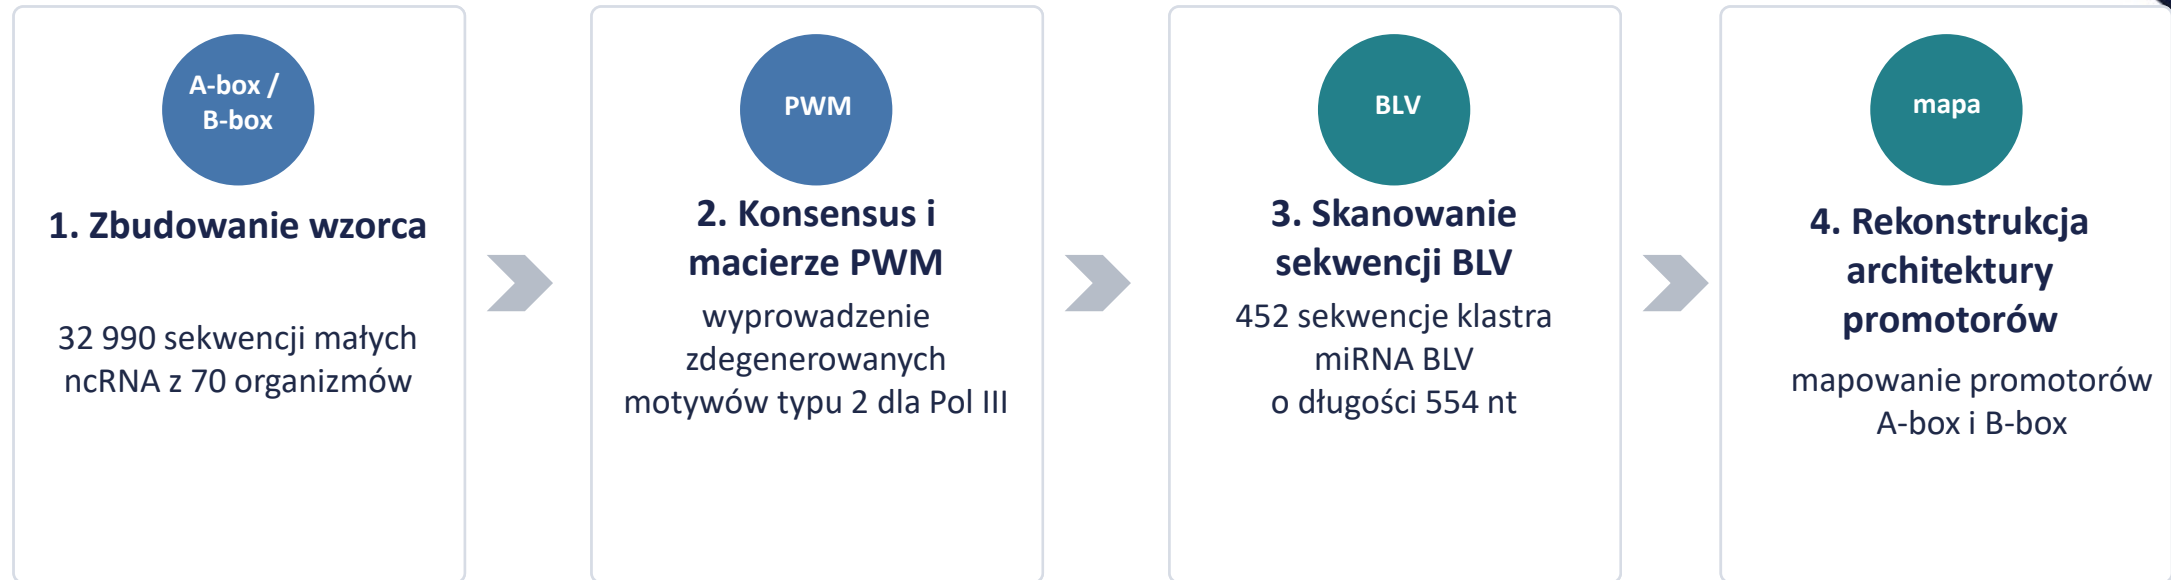 A-box /
B-box
1. Zbudowanie wzorca
32 990 sekwencji małych
ncRNA z 70 organizmów
PWM
2. Konsensus i
macierze PWM
wyprowadzenie
zdegenerowanych
motywów typu 2 dla Pol III
BLV
3. Skanowanie
sekwencji BLV
452 sekwencje klastra
miRNA BLV
o długości 554 nt
mapa
4. Rekonstrukcja
architektury
promotorów
mapowanie promotorów
A-box i B-box